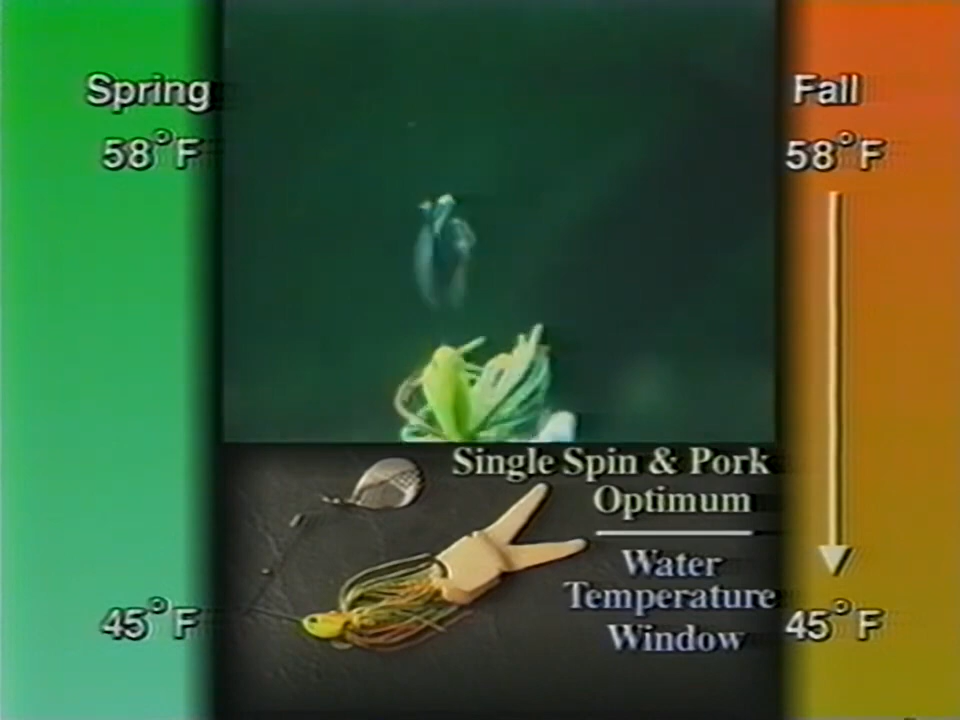 Spring
58°F
45°F
Single Spin & Pork
Optimum
Water
Temperature
Window
Fall
58°F
45°F